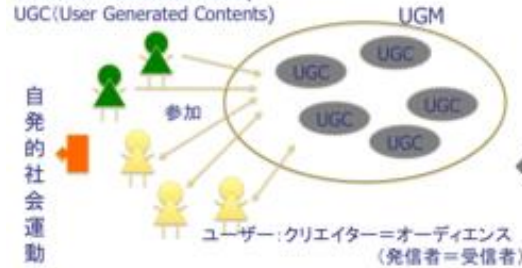 UGC(User Generated Contents)
UGM
UGC
UGC
UGC
UGC
UGC
参加
自発的社会運動
ユーザー:クリエイター=オーディエンス
(発信者=受信者)